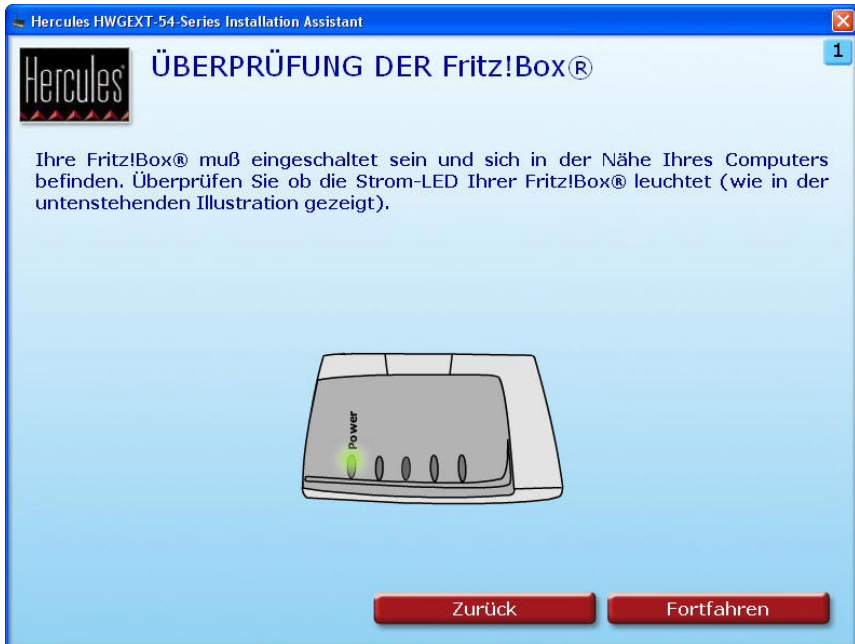 Hercules HWGEXT-54-Series Installation Assistant
1
Hercules
ÜBERPRÜFUNG DER Fritz!Box®
Ihre Fritz!Box® muß eingeschaltet sein und sich in der Nähe Ihres Computers
befinden. Überprüfen Sie ob die Strom-LED Ihrer Fritz!Box® leuchtet (wie in der
untenstehenden Illustration gezeigt).
Power
Zurück
Fortfahren